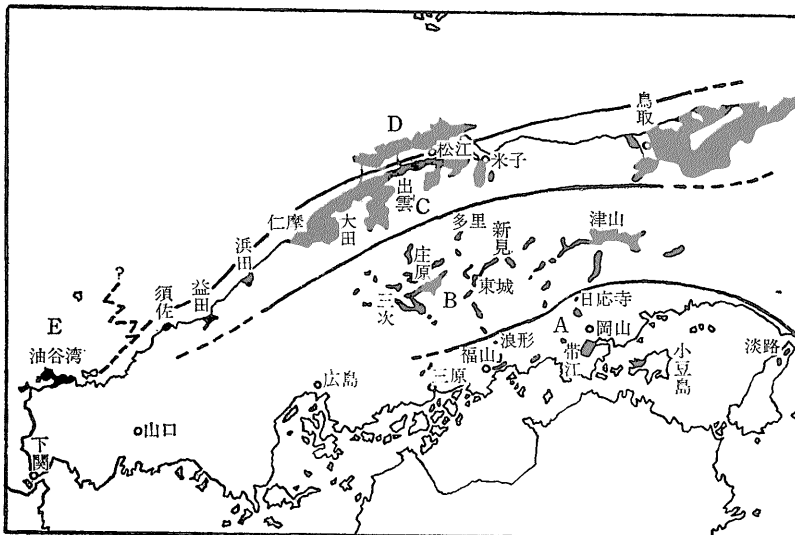 鳥取
D
松江
米子
出雲
C
仁摩
大田
浜田
多里
新見
津山
庄原
東城
三次
B
?
益田
須佐
E
油谷湾
日応寺
A
岡山
浪形
福山
帯江
小豆島
淡路
三原
広島
山口
下関